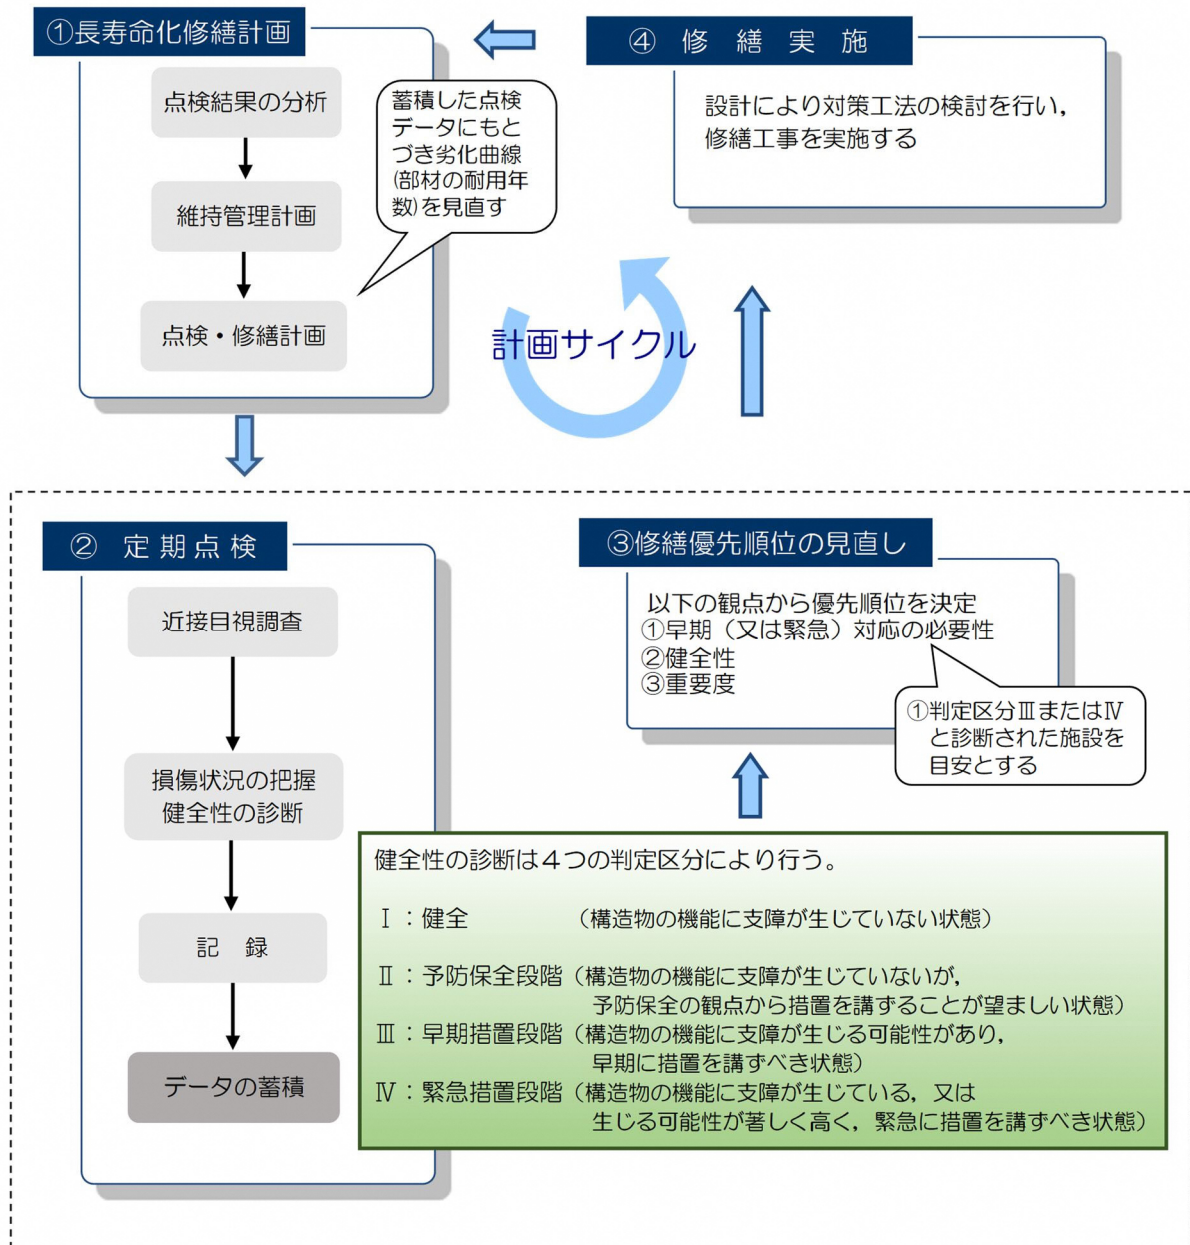 ①長寿命化修繕計画
点検結果の分析
維持管理計画
点検・修繕計画
蓄積した点検
データにもと
づき劣化曲線
(部材の耐用年
数)を見直す
④ 修 繕 実 施
設計により対策工法の検討を行い，
修繕工事を実施する
計画サイクル
② 定期点検
近接目視調査
損傷状況の把握
健全性の診断
記 録
データの蓄積
③修繕優先順位の見直し
以下の観点から優先順位を決定
①早期（又は緊急）対応の必要性
②健全性
③重要度
①判定区分ⅢまたはⅣ
と診断された施設を
目安とする
健全性の診断は４つの判定区分により行う。
Ⅰ：健全 （構造物の機能に支障が生じていない状態）
Ⅱ：予防保全段階（構造物の機能に支障が生じていないが，
予防保全の観点から措置を講ずることが望ましい状態）
Ⅲ：早期措置段階（構造物の機能に支障が生じる可能性があり，
早期に措置を講ずべき状態）
Ⅳ：緊急措置段階（構造物の機能に支障が生じている，又は
生じる可能性が著しく高く，緊急に措置を講ずべき状態）